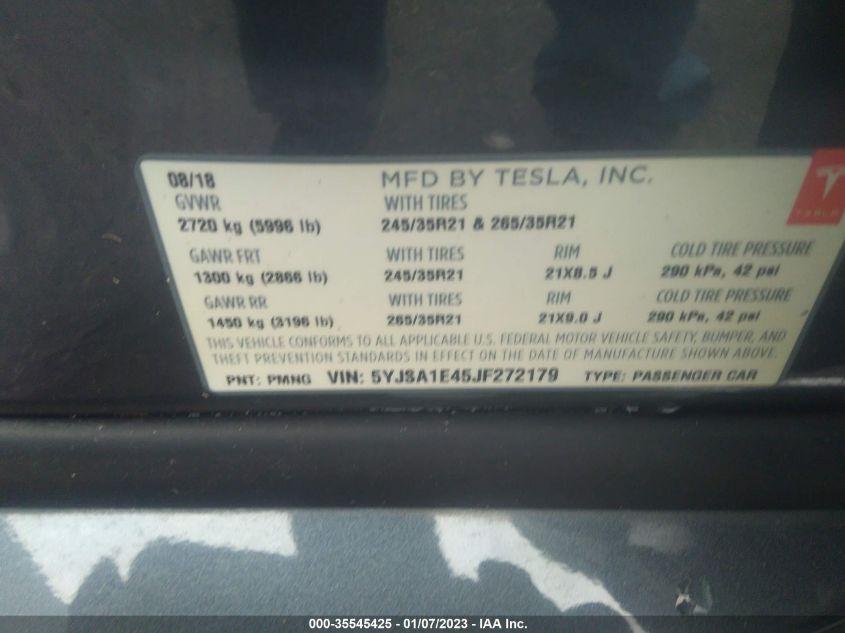 08/18 MFD BY TESLA, INC.
GVWR WITH TIRES
2720 kg (5996 lb) 245/35R21 & 265/35R21
GAWR FRT WITH TIRES RIM COLD TIRE PRESSURE
1300 kg (2866 lb) 245/35R21 21X8.5 J 290 kPa, 42 psi
GAWR RR WITH TIRES RIM COLD TIRE PRESSURE
1450 kg (3196 lb) 265/35R21 21X9.0 J 290 kPa, 42 psi
THIS VEHICLE CONFORMS TO ALL APPLICABLE U.S. FEDERAL MOTOR VEHICLE SAFETY, BUMPER, AND
THEFT PREVENTION STANDARDS IN EFFECT ON THE DATE OF MANUFACTURE SHOWN ABOVE.
PNT: PMNG VIN: 5YJSA1E45JF272179 TYPE: PASSENGER CAR
TESLA
000-35545425 - 01/07/2023 - IAA Inc.